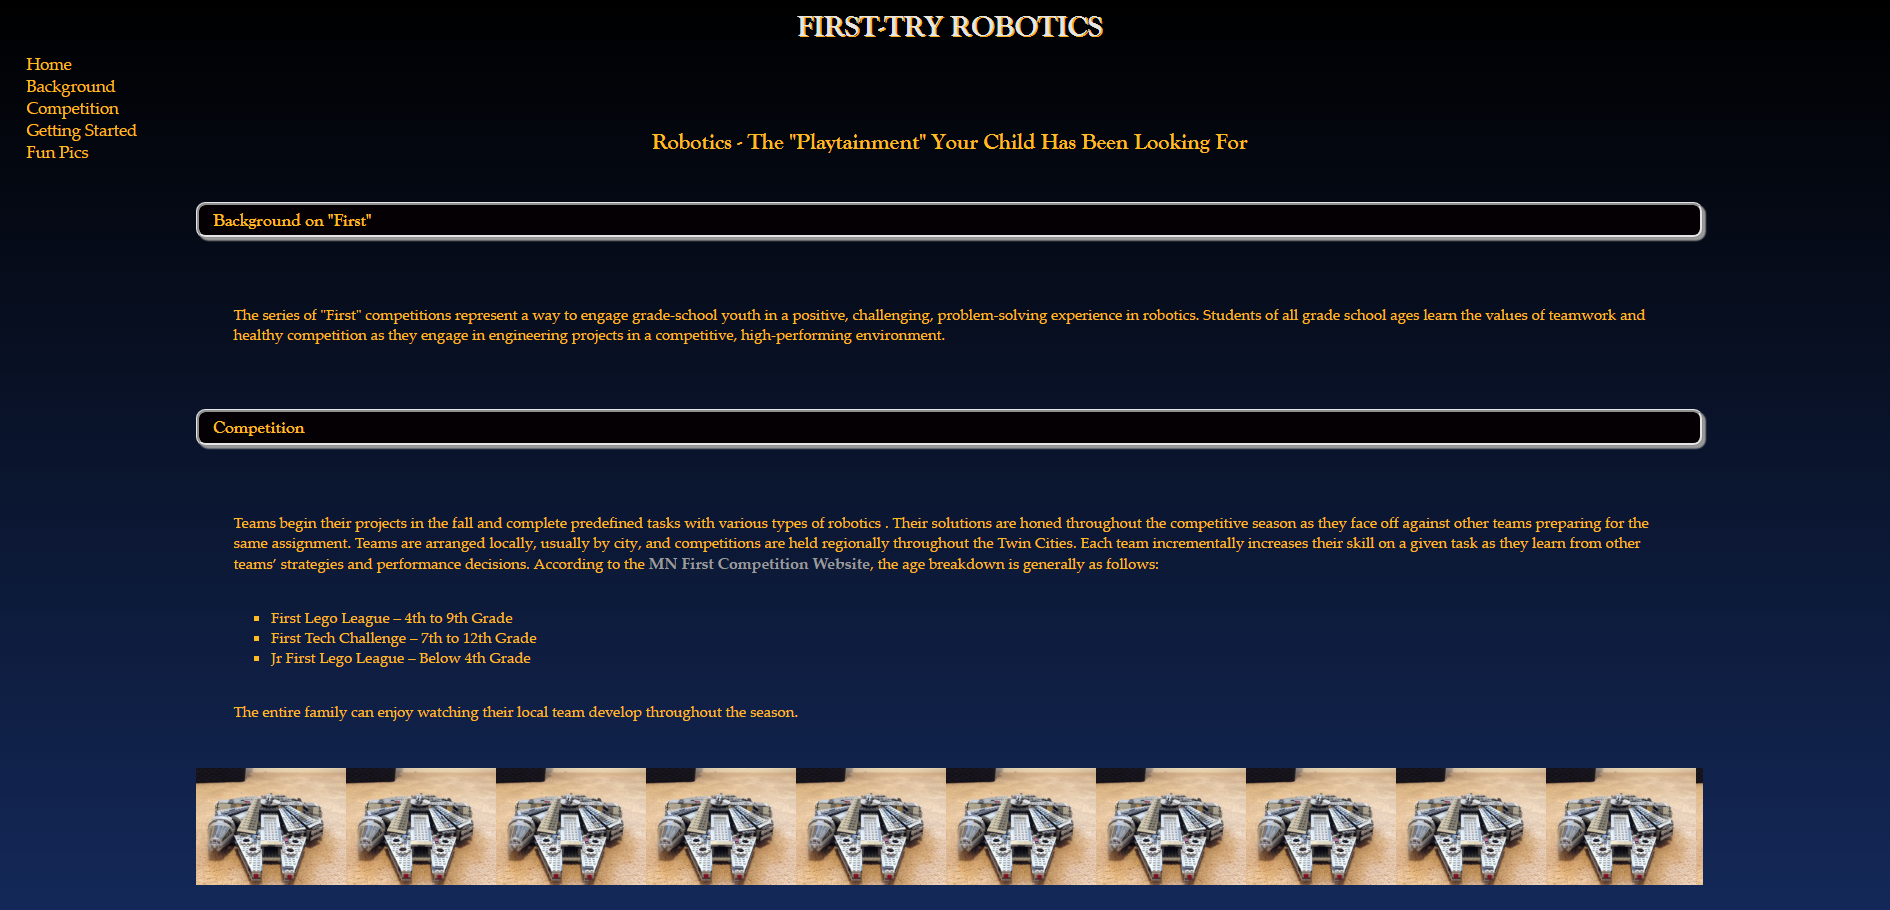 FIRST-TRY ROBOTICS
Home
Background
Competition
Getting Started
Fun Pics
Robotics - The "Playtainment" Your Child Has Been Looking For
Background on "First"
The series of "First" competitions represent a way to engage grade-school youth in a positive, challenging, problem-solving experience in robotics. Students of all grade school ages learn the values of teamwork and
healthy competition as they engage in engineering projects in a competitive, high-performing environment.
Competition
Teams begin their projects in the fall and complete predefined tasks with various types of robotics . Their solutions are honed throughout the competitive season as they face off against other teams preparing for the
same assignment. Teams are arranged locally, usually by city, and competitions are held regionally throughout the Twin Cities. Each team incrementally increases their skill on a given task as they learn from other
teams’ strategies and performance decisions. According to the MN First Competition Website, the age breakdown is generally as follows:
▪ First Lego League – 4th to 9th Grade
▪ First Tech Challenge – 7th to 12th Grade
▪ Jr First Lego League – Below 4th Grade
The entire family can enjoy watching their local team develop throughout the season.